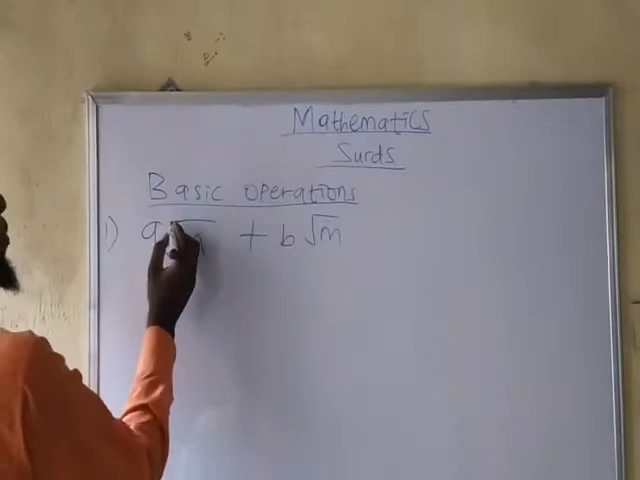 Mathematics
Surds
Basic Operations
1) a√ + b√m